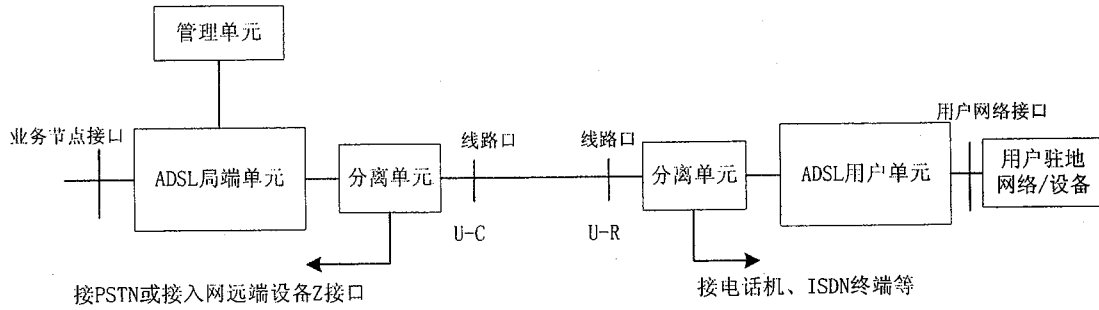 管理单元
业务节点接口
ADSL局端单元
分离单元
线路口
线路口
分离单元
ADSL用户单元
用户网络接口
用户驻地
网络/设备
U-C
U-R
接PSTN或接入网远端设备Z接口
接电话机、ISDN终端等